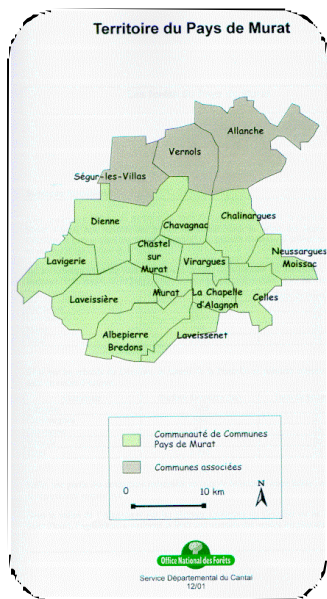 Territoire du Pays de Murat
Allanche
Vernols
Ségur-les-Villas
Dienne
Chavagnac
Chalinargues
Chastel
sur
Murat
Virargues
Neussargues
Moissac
Lavigerie
Laveissière
Murat
La Chapelle
d'Alagnon
Celles
Albepierre
Bredons
Laveissenet
Communauté de Communes
Pays de Murat
Communes associées
0 10 km
N
Office National des Forêts
Service Départemental du Cantal
12/01